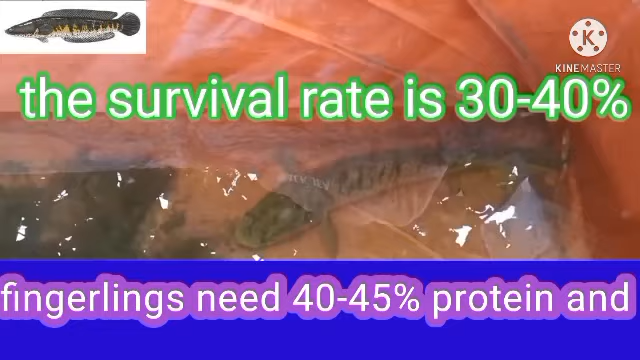 KINEMASTER
the survival rate is 30-40%
fingerlings need 40-45% protein and